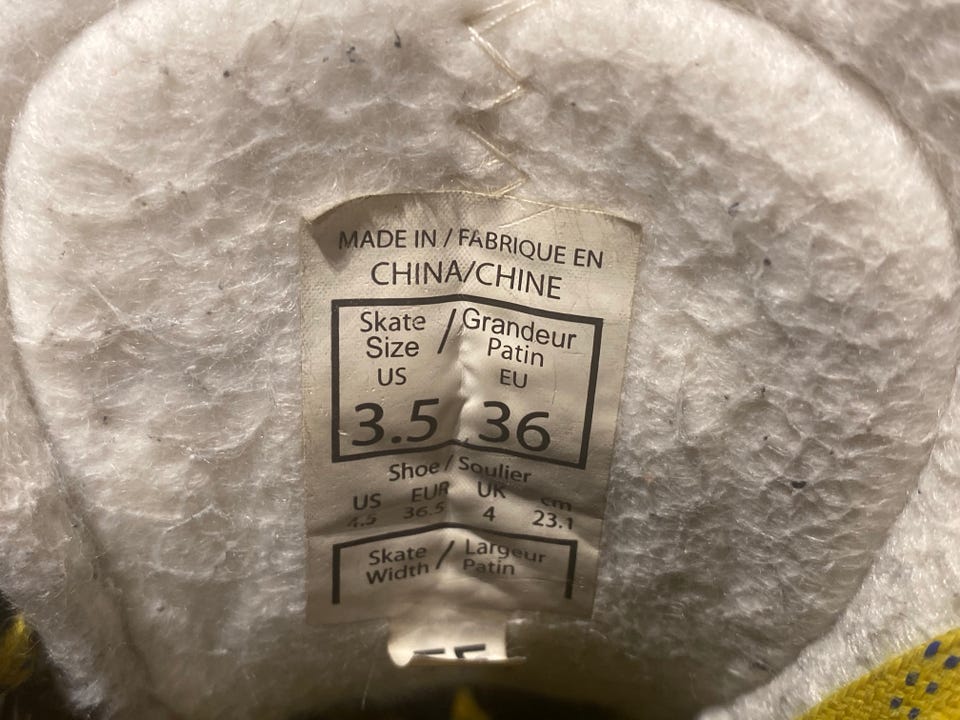 MADE IN / FABRIQUE EN
CHINA/CHINE
Skate Size / Grandeur Patin
US EU
3.5 36
Shoe / Soulier
US EUR UK cm
4.5 36.5 4 23.1
Skate Width / Largeur Patin